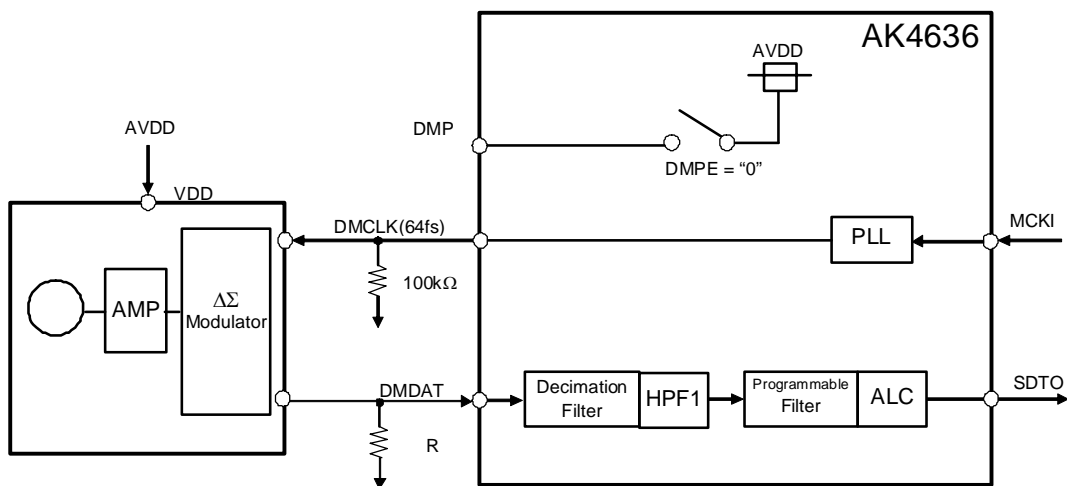 AK4636
AVDD
DMP
DMPE = “0”
AVDD
VDD
DMCLK(64fs)
PLL
MCKI
100kΩ
AMP
ΔΣ
Modulator
DMDAT
Decimation
Filter
HPF1
Programmable
Filter
ALC
SDTO
R